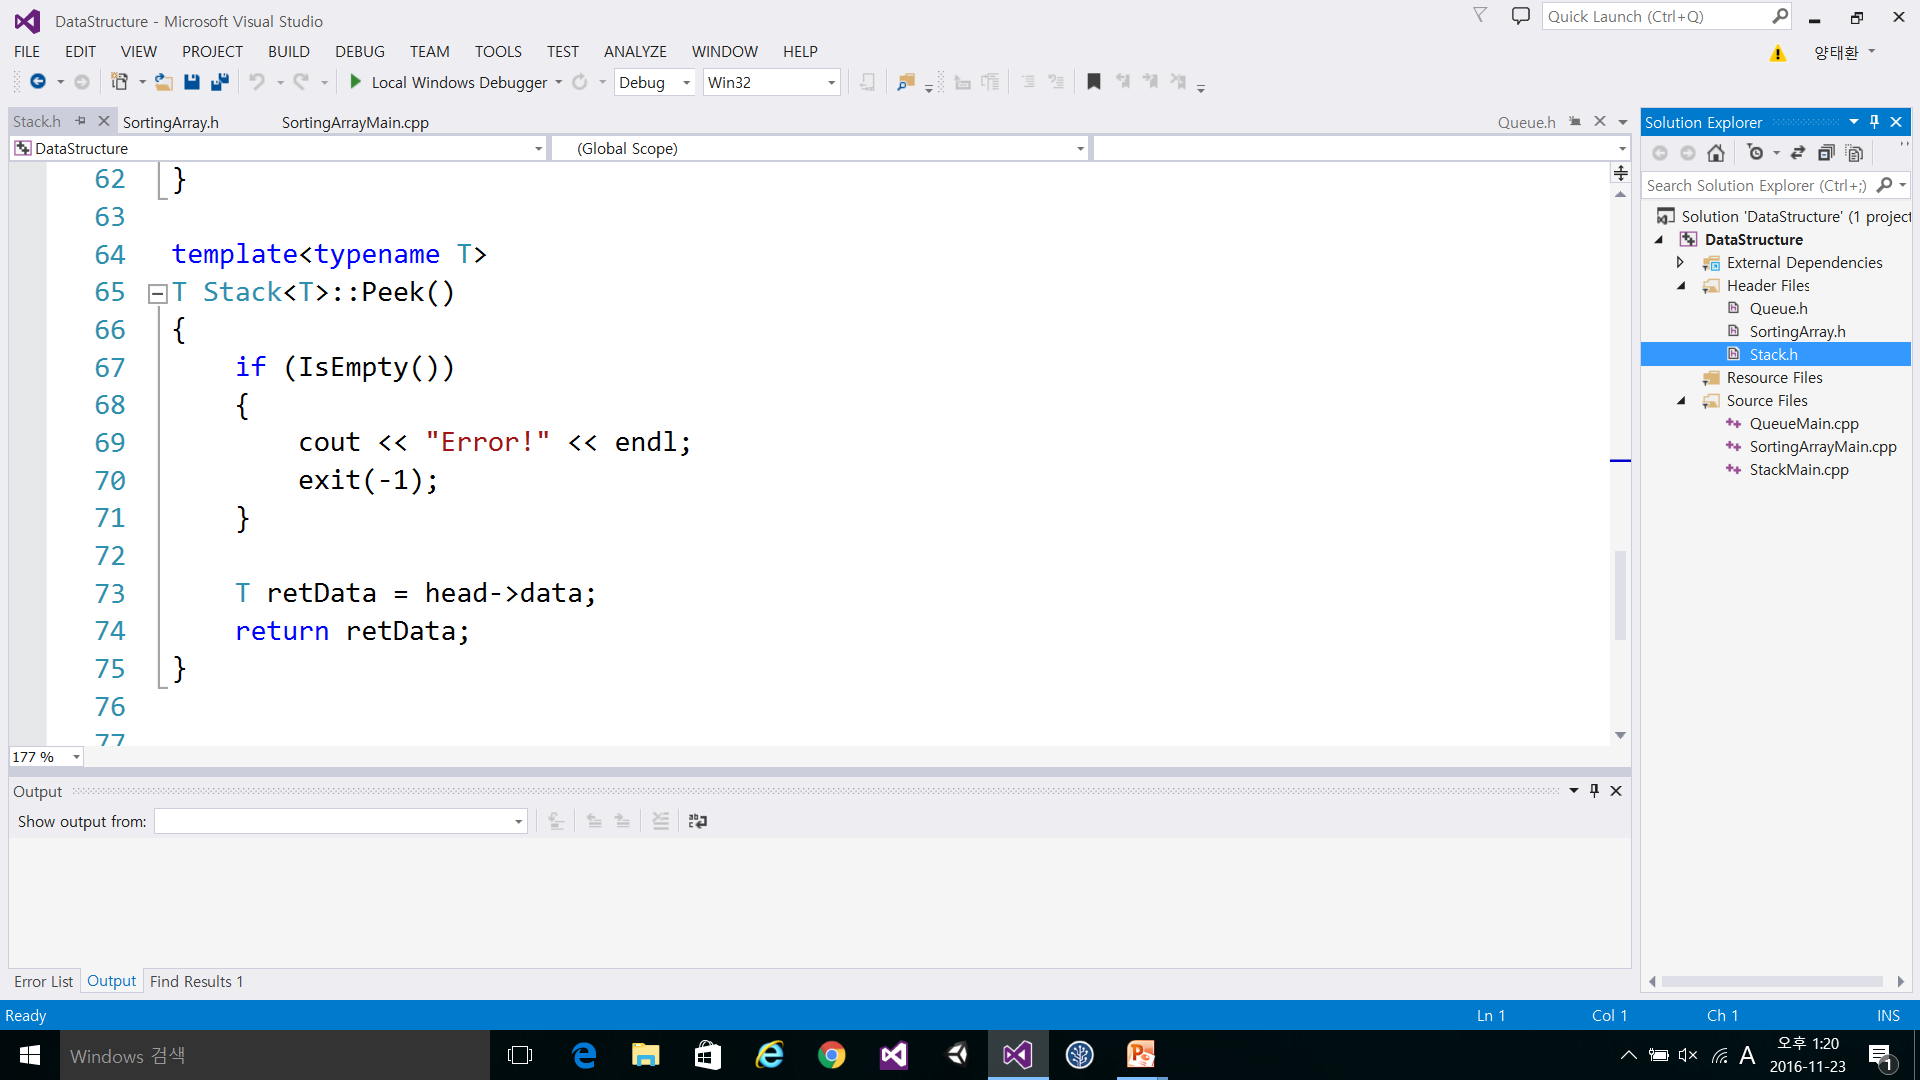 DataStructure - Microsoft Visual Studio
Quick Launch (Ctrl+Q)
FILE EDIT VIEW PROJECT BUILD DEBUG TEAM TOOLS TEST ANALYZE WINDOW HELP
양태환
Local Windows Debugger Debug Win32
Stack.h SortingArray.h SortingArrayMain.cpp Queue.h
DataStructure (Global Scope)
62 }
63
64 template<typename T>
65 T Stack<T>::Peek()
66 {
67 if (IsEmpty())
68 {
69 cout << "Error!" << endl;
70 exit(-1);
71 }
72
73 T retData = head->data;
74 return retData;
75 }
76
77
177 %
Output
Show output from:
Error List Output Find Results 1
Solution Explorer
Search Solution Explorer (Ctrl+;)
Solution 'DataStructure' (1 project
DataStructure
External Dependencies
Header Files
Queue.h
SortingArray.h
Stack.h
Resource Files
Source Files
QueueMain.cpp
SortingArrayMain.cpp
StackMain.cpp
Ready Ln 1 Col 1 Ch 1 INS
Windows 검색
A
오후 1:20
2016-11-23
1